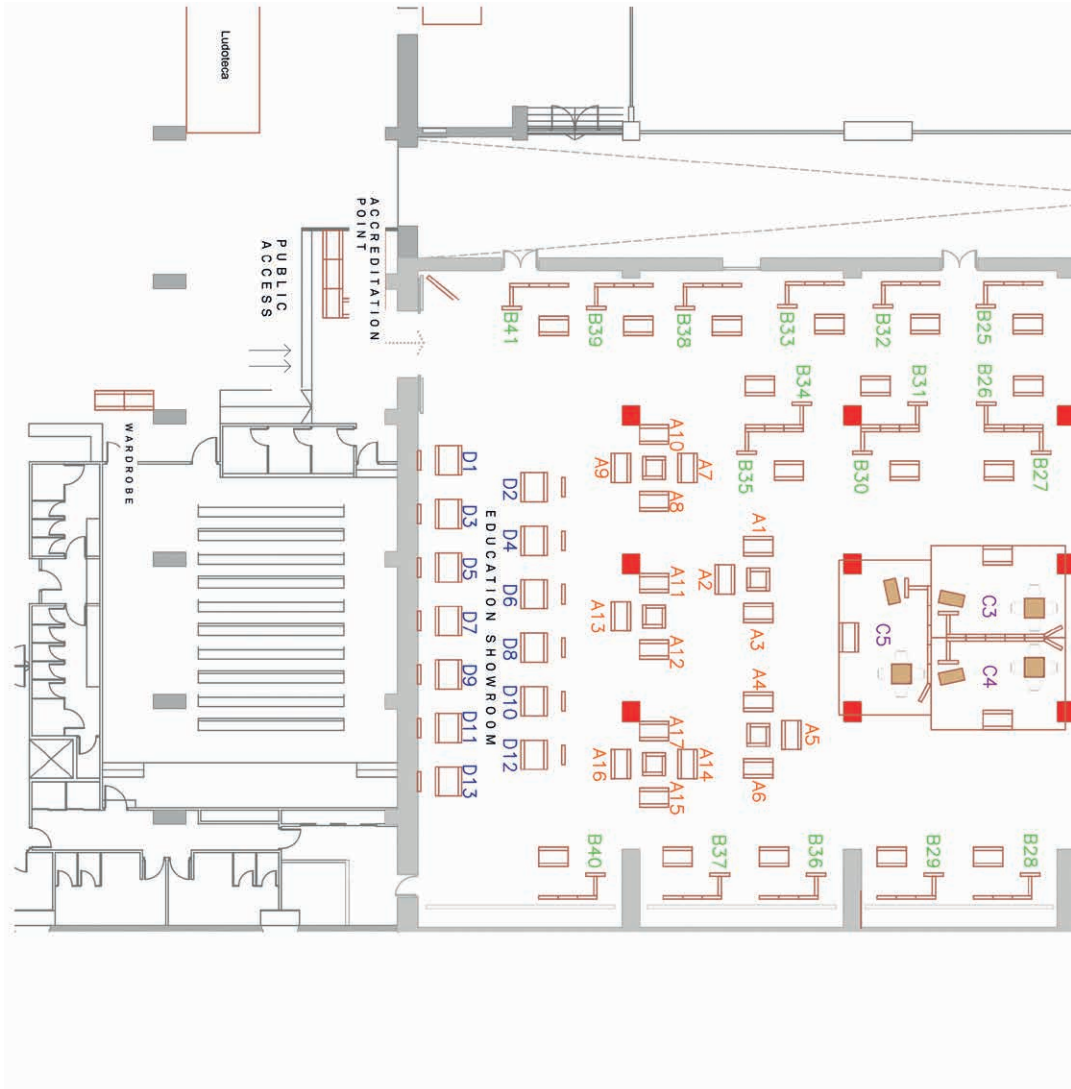 Ludoteca
ACCREDITATION
POINT
PUBLIC
ACCESS
WARDROBE
EDUCATION SHOWROOM
B41
B39
B38
B33
B32
B25
B34
B31
B26
B35
B30
B27
A10
A9
A7
A8
A1
A2
A3
A11
A13
A12
A4
A5
A6
A17
A16
A14
A15
C3
C5
C4
D1
D2
D3
D4
D5
D6
D7
D8
D9
D10
D11
D12
D13
B40
B37
B36
B29
B28